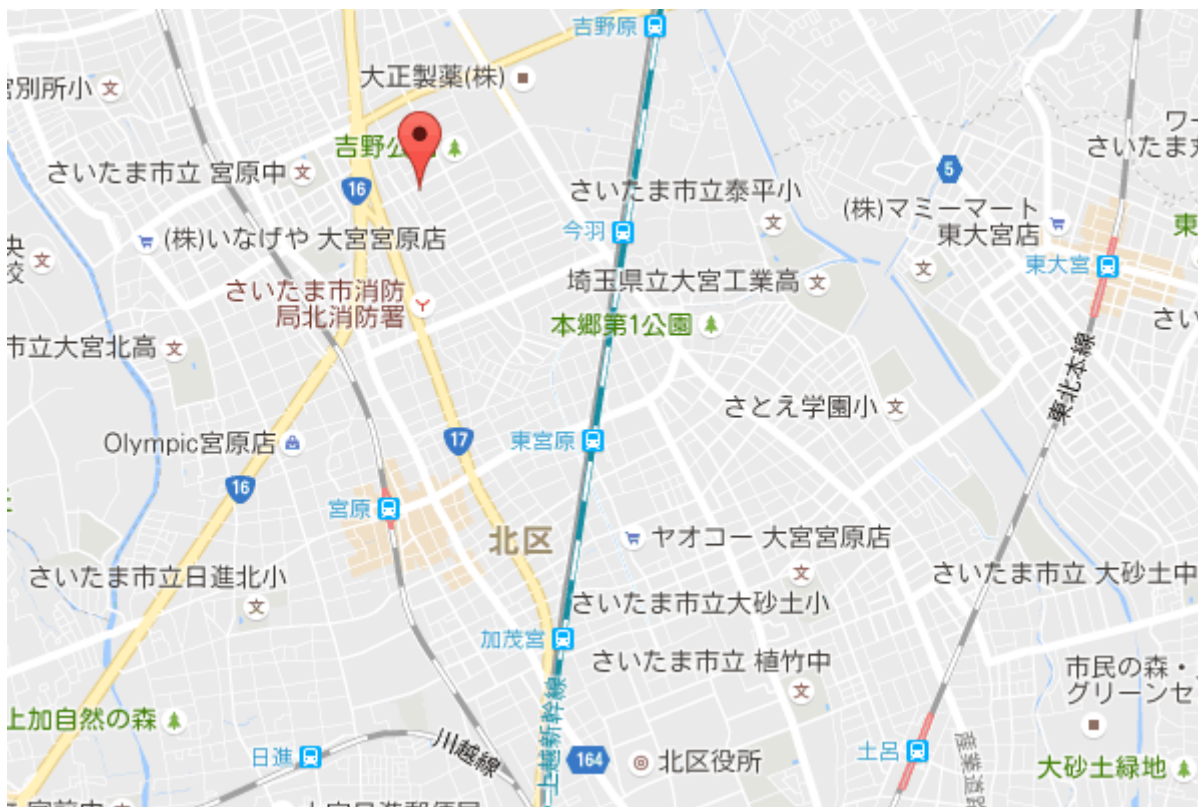 吉野原
大正製薬(株)
別所小
吉野公
さいたま市立 宮原中
16
5
さいたま市立泰平小
(株)マミーマート
東大宮店
今羽
(株)いなげや 大宮宮原店
東大宮
埼玉県立大宮工業高
さいたま市消防
局北消防署
本郷第1公園
市立大宮北高
東北本線
さとえ学園小
Olympic宮原店
17
東宮原
16
宮原
北区
ヤオコー 大宮宮原店
さいたま市立日進北小
さいたま市立 大砂土中
さいたま市立大砂土小
加茂宮
さいたま市立 植竹中
市民の森・
グリーンセ
上加自然の森
上越新幹線
日進
川越線
164
北区役所
土呂
産業道路
大砂土緑地